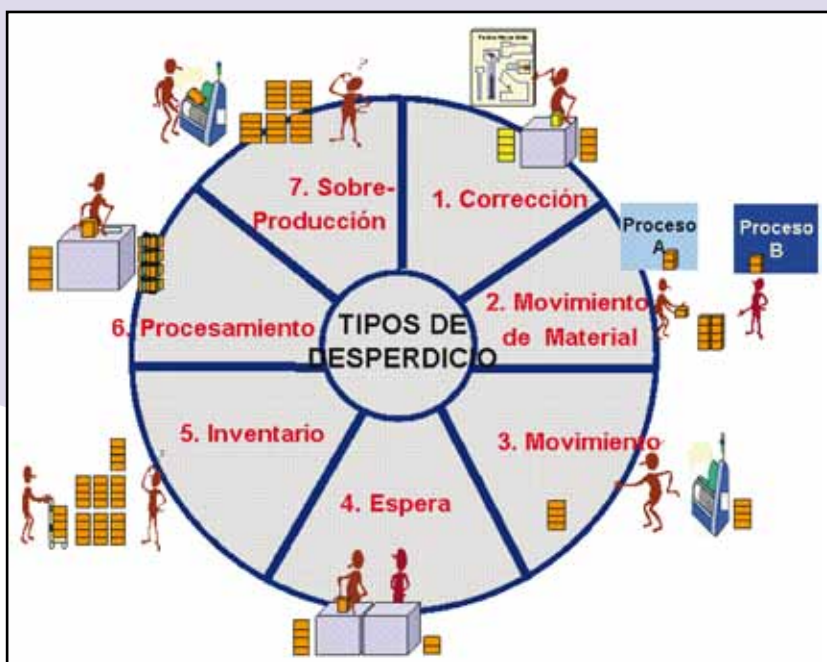 TIPOS DE
DESPERDICIO
1. Corrección
2. Movimiento
de Material
3. Movimiento
4. Espera
5. Inventario
6. Procesamiento
7. Sobre-
Producción
Proceso
A
Proceso
B